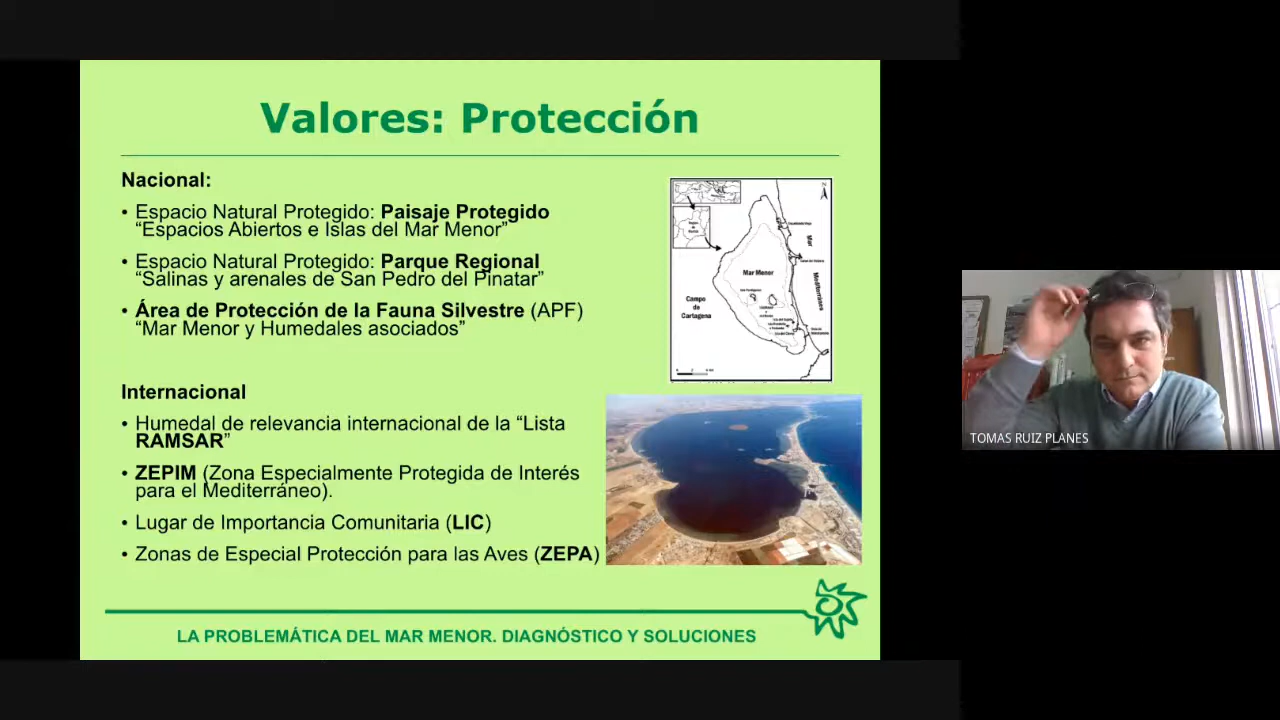 Valores: Protección
Nacional:
• Espacio Natural Protegido: Paisaje Protegido
“Espacios Abiertos e Islas del Mar Menor”
• Espacio Natural Protegido: Parque Regional
“Salinas y arenales de San Pedro del Pinatar”
• Área de Protección de la Fauna Silvestre (APF)
“Mar Menor y Humedales asociados”
Internacional
• Humedal de relevancia internacional de la “Lista
RAMSAR”
• ZEPIM (Zona Especialmente Protegida de Interés
para el Mediterráneo).
• Lugar de Importancia Comunitaria (LIC)
• Zonas de Especial Protección para las Aves (ZEPA)
N
Mar Menor
Mar
Mediterráneo
Campo
de
Cartagena
LA PROBLEMÁTICA DEL MAR MENOR. DIAGNÓSTICO Y SOLUCIONES
TOMAS RUIZ PLANES